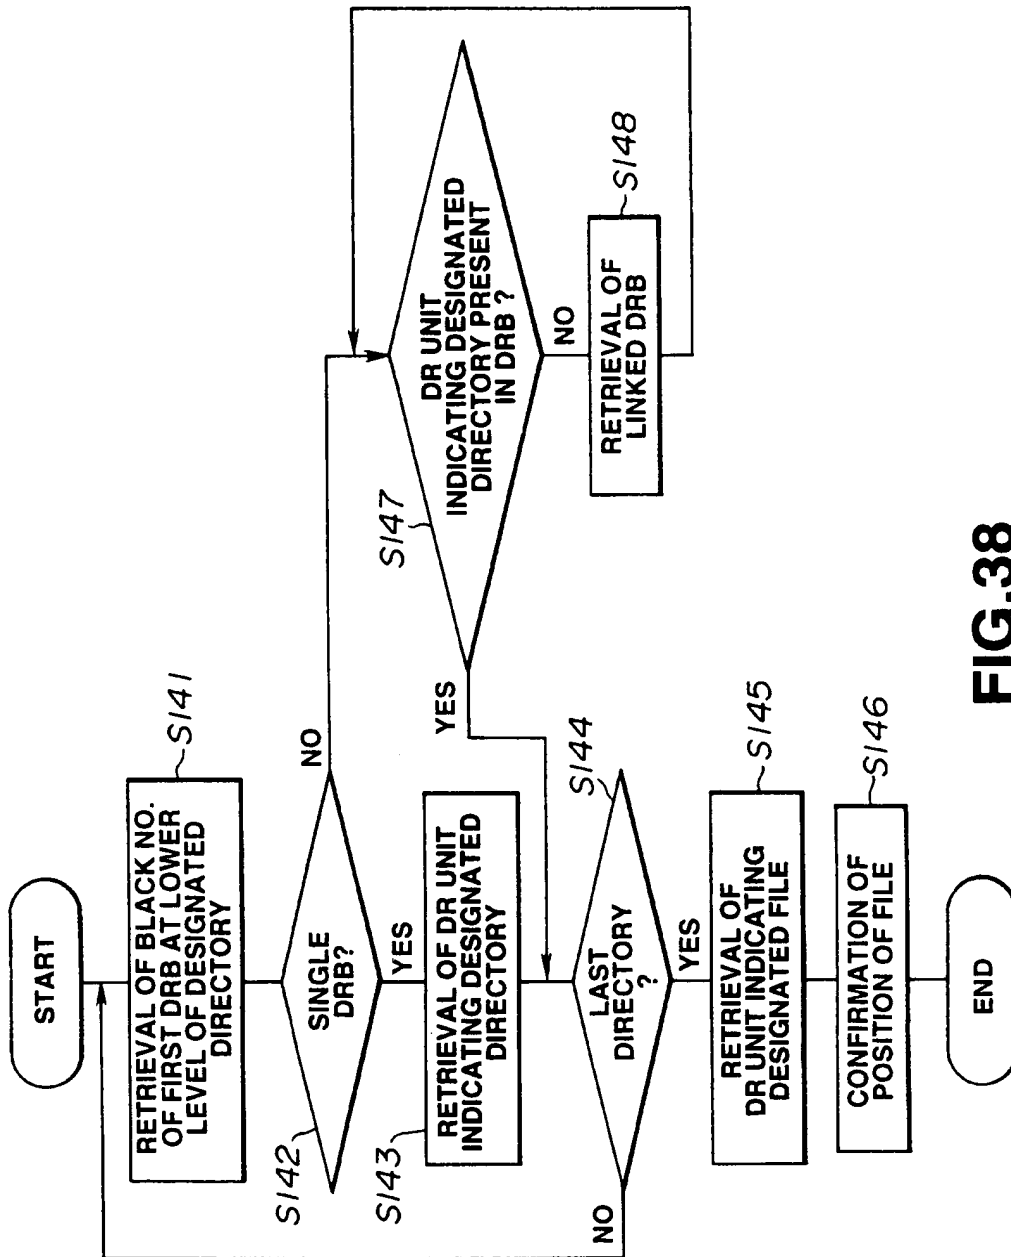 START
RETRIEVAL OF BLACK NO.
OF FIRST DRB AT LOWER
LEVEL OF DESIGNATED
DIRECTORY
S141
SINGLE
DRB?
S142
NO
YES
RETRIEVAL OF DR UNIT
INDICATING DESIGNATED
DIRECTORY
S143
LAST
DIRECTORY
?
S144
NO
YES
RETRIEVAL OF
DR UNIT INDICATING
DESIGNATED FILE
S145
CONFIRMATION OF
POSITION OF FILE
S146
END
DR UNIT
INDICATING DESIGNATED
DIRECTORY PRESENT
IN DRB ?
S147
YES
NO
RETRIEVAL OF
LINKED DRB
S148
FIG.38